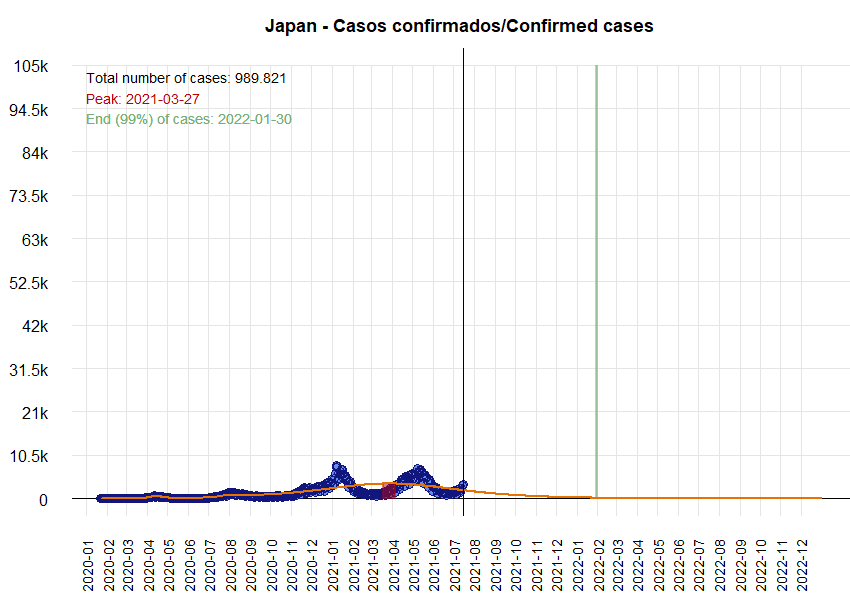 Japan - Casos confirmados/Confirmed cases
105k
Total number of cases: 989.821
Peak: 2021-03-27
94.5k
End (99%) of cases: 2022-01-30
84k
73.5k
63k
52.5k
42k
31.5k
21k
10.5k
0
2020-01
2020-02
2020-03
2020-04
2020-05
2020-06
2020-07
2020-08
2020-09
2020-10
2020-11
2020-12
2021-01
2021-02
2021-03
2021-04
2021-05
2021-06
2021-07
2021-08
2021-09
2021-10
2021-11
2021-12
2022-01
2022-02
2022-03
2022-04
2022-05
2022-06
2022-07
2022-08
2022-09
2022-10
2022-11
2022-12